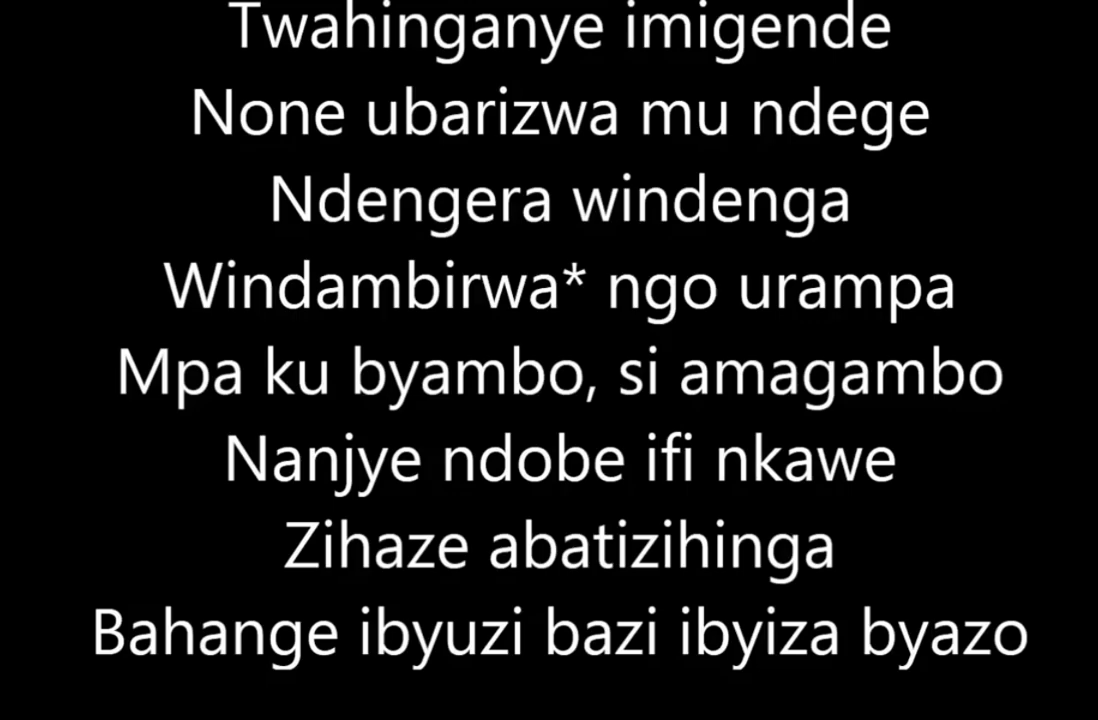 Twahinganye imigende
None ubarizwa mu ndege
Ndengera windenga
Windambirwa* ngo urampa
Mpa ku byambo, si amagambo
Nanjye ndobe ifi nkawe
Zihaze abatizihinga
Bahange ibyuzi bazi ibyiza byazo